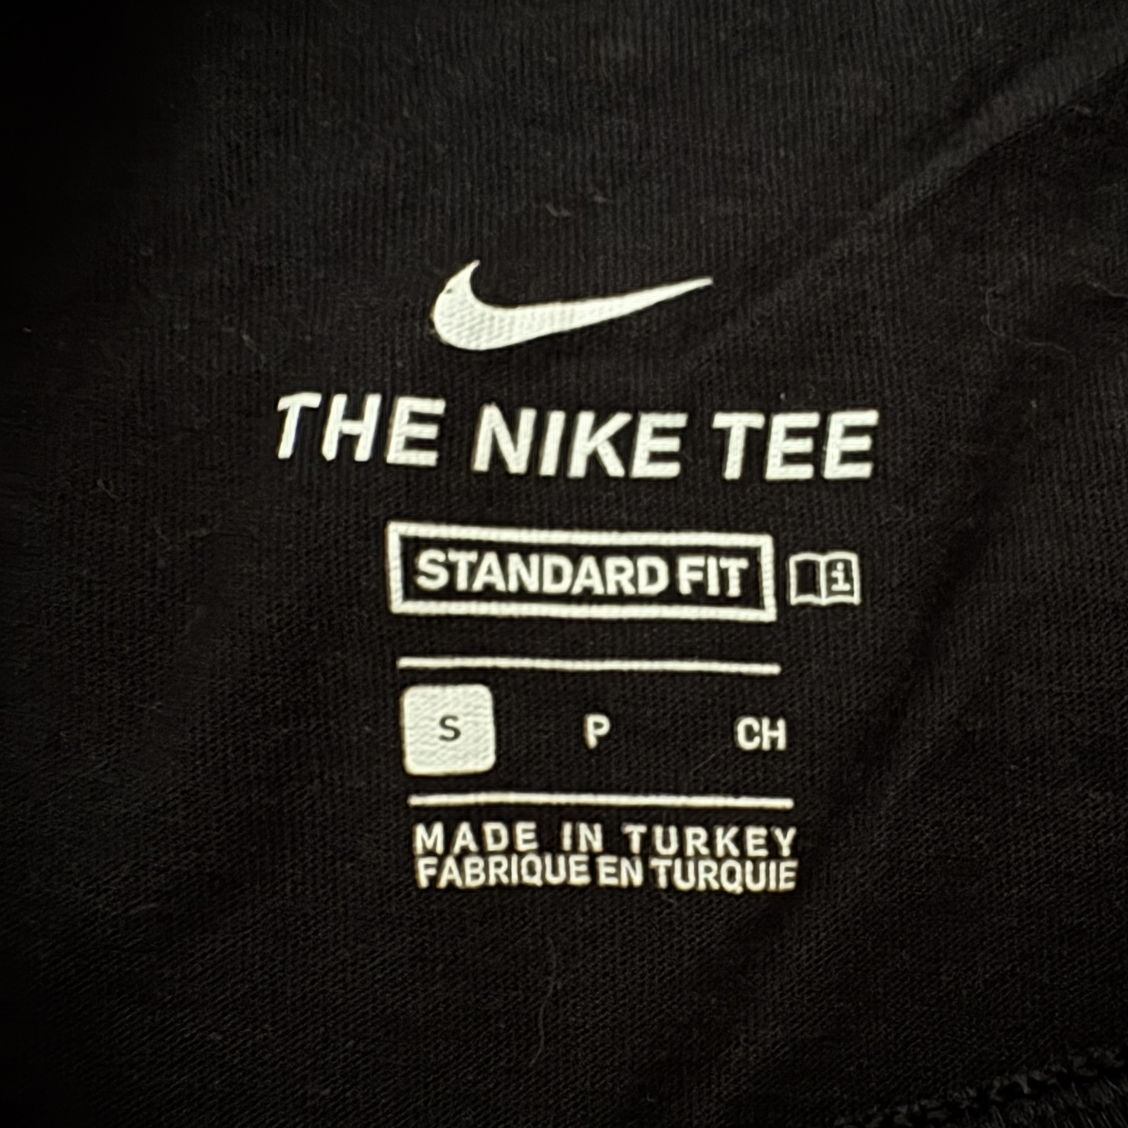 THE NIKE TEE
STANDARD FIT i
S P CH
MADE IN TURKEY
FABRIQUE EN TURQUIE